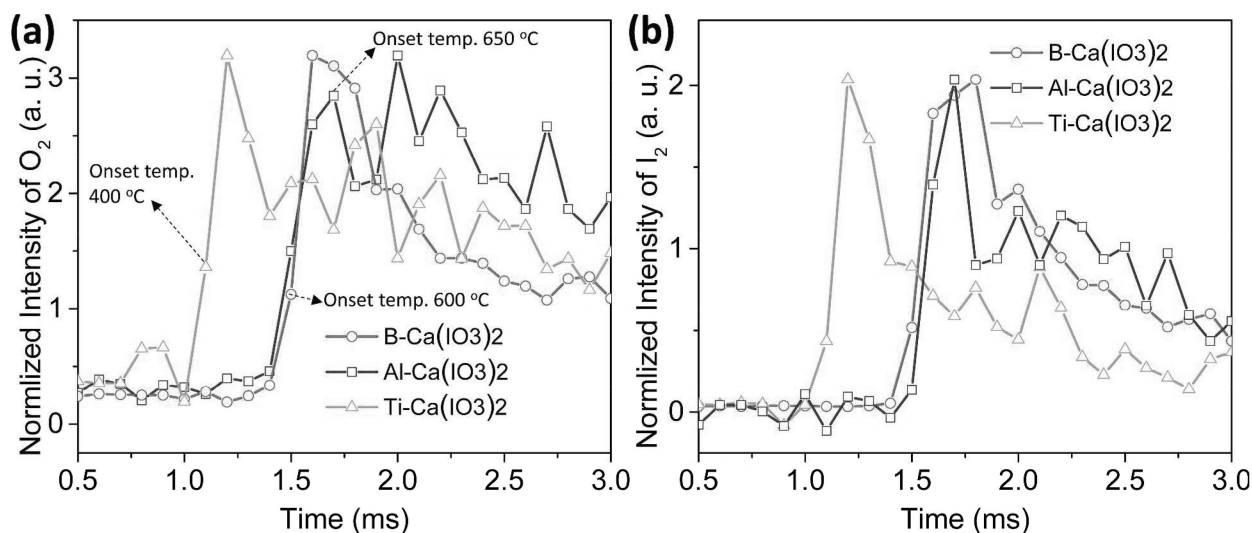 (a)
Normlized Intensity of O2 (a. u.)
3.3
3
2
1
0
Onset temp. 650 °C
Onset temp.
400 °C
Onset temp. 600 °C
B-Ca(IO3)2
Al-Ca(IO3)2
Ti-Ca(IO3)2
0.5 1.0 1.5 2.0 2.5 3.0
Time (ms)
(b)
Normlized Intensity of I2 (a. u.)
2
1
0
B-Ca(IO3)2
Al-Ca(IO3)2
Ti-Ca(IO3)2
0.5 1.0 1.5 2.0 2.5 3.0
Time (ms)